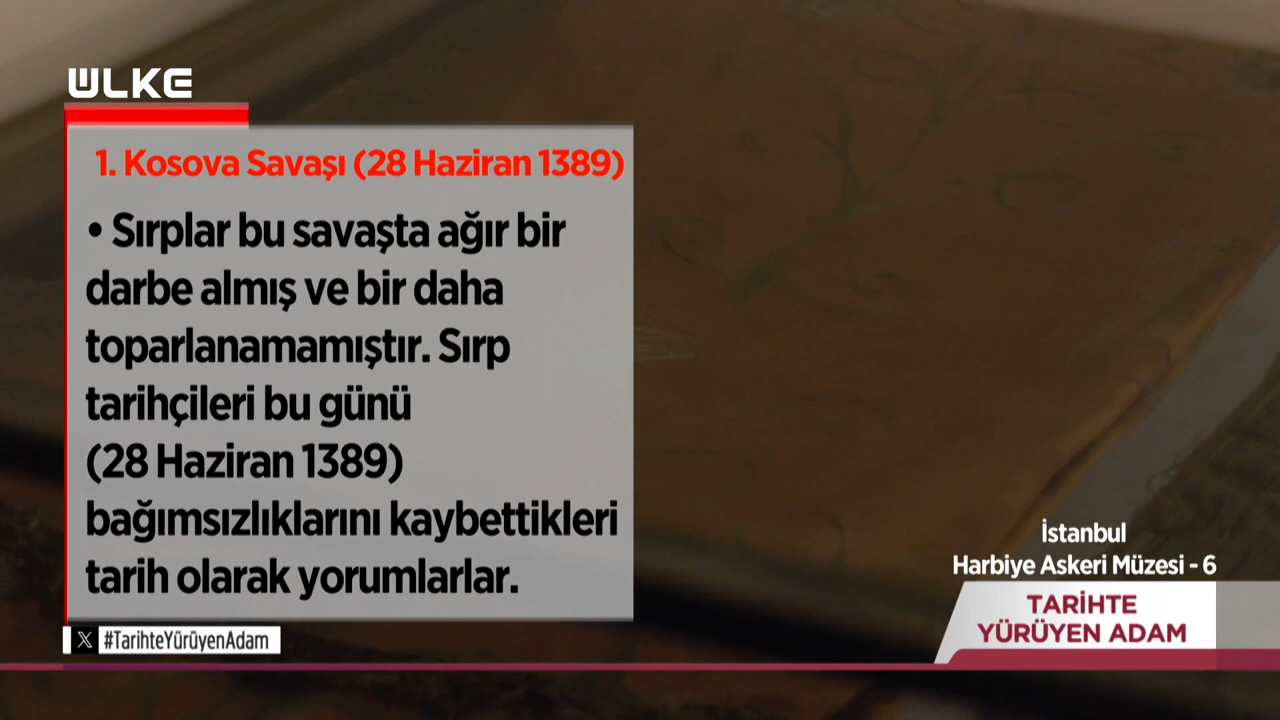 ÜLKE
1. Kosova Savaşı (28 Haziran 1389)
• Sırplar bu savaşta ağır bir
darbe almış ve bir daha
toparlanamamıştır. Sırp
tarihçileri bu günü
(28 Haziran 1389)
bağımsızlıklarını kaybettikleri
tarih olarak yorumlarlar.
X #TarihteYürüyenAdam
İstanbul
Harbiye Askeri Müzesi - 6
TARİHTE
YÜRÜYEN ADAM